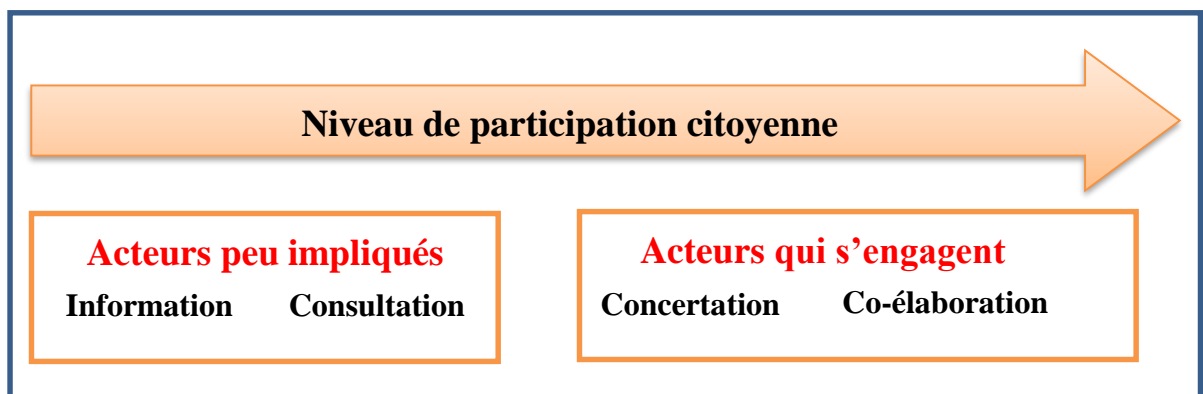 Niveau de participation citoyenne
Acteurs peu impliqués
Information Consultation
Acteurs qui s’engagent
Concertation Co-élaboration